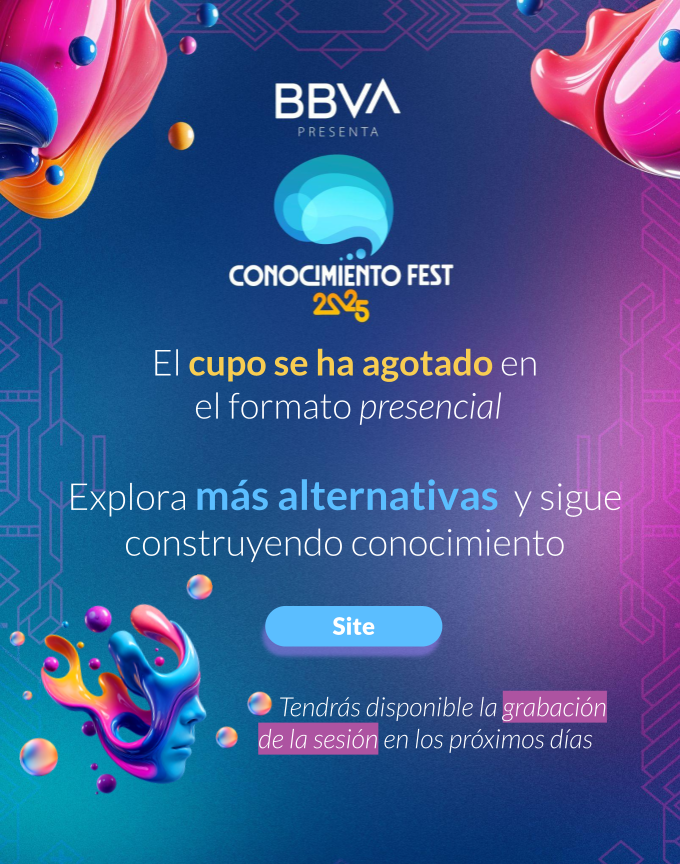 BBVA
PRESENTA
CONOCIMIENTO FEST
2025
El cupo se ha agotado en
el formato presencial
Explora más alternativas y sigue
construyendo conocimiento
Site
Tendrás disponible la grabación
de la sesión en los próximos días